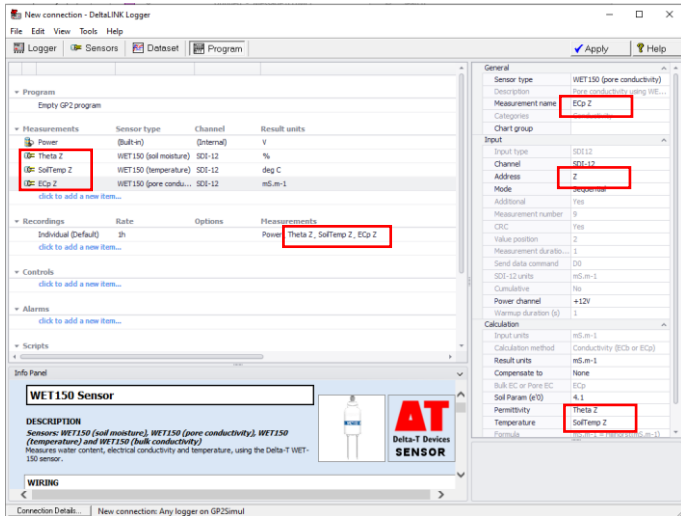 New connection - DeltaLINK Logger
File Edit View Tools Help
Logger Sensors Dataset Program Apply Help
Program
Empty GP2 program
Measurements Sensor type Channel Result units
Power (Built-in) (Internal) V
Theta Z WET150 (soil moisture) SDI-12 %
SoilTemp Z WET150 (temperature) SDI-12 deg C
ECp Z WET150 (pore condu... SDI-12 mS.m-1
click to add a new item...
Recordings Rate Options Measurements
Individual (Default) 1h Power, Theta Z, SoilTemp Z, ECp Z
click to add a new item...
Controls
click to add a new item...
Alarms
click to add a new item...
Scripts
Info Panel
WET150 Sensor
DESCRIPTION
Sensors: WET150 (soil moisture), WET150 (pore conductivity), WET150
(temperature) and WET150 (bulk conductivity)
Measures water content, electrical conductivity and temperature, using the Delta-T WET-
150 sensor.
WIRING
Delta-T Devices
SENSOR
General
Sensor type WET150 (pore conductivity)
Description Pore conductivity using WE...
Measurement name ECp Z
Categories Conductivity
Chart group
Input
Input type SDI12
Channel SDI-12
Address Z
Mode Sequential
Additional Yes
Measurement number 9
CRC Yes
Value position 2
Measurement duratio... 1
Send data command D0
SDI-12 units mS.m-1
Cumulative No
Power channel +12V
Warmup duration (s) 1
Calculation
Input units mS.m-1
Calculation method Conductivity (ECb or ECp)
Result units mS.m-1
Compensate to None
Bulk EC or Pore EC ECp
Soil Param (e'0) 4.1
Permittivity Theta Z
Temperature SoilTemp Z
Formula
Connection Details... New connection: Any logger on GP2Simul